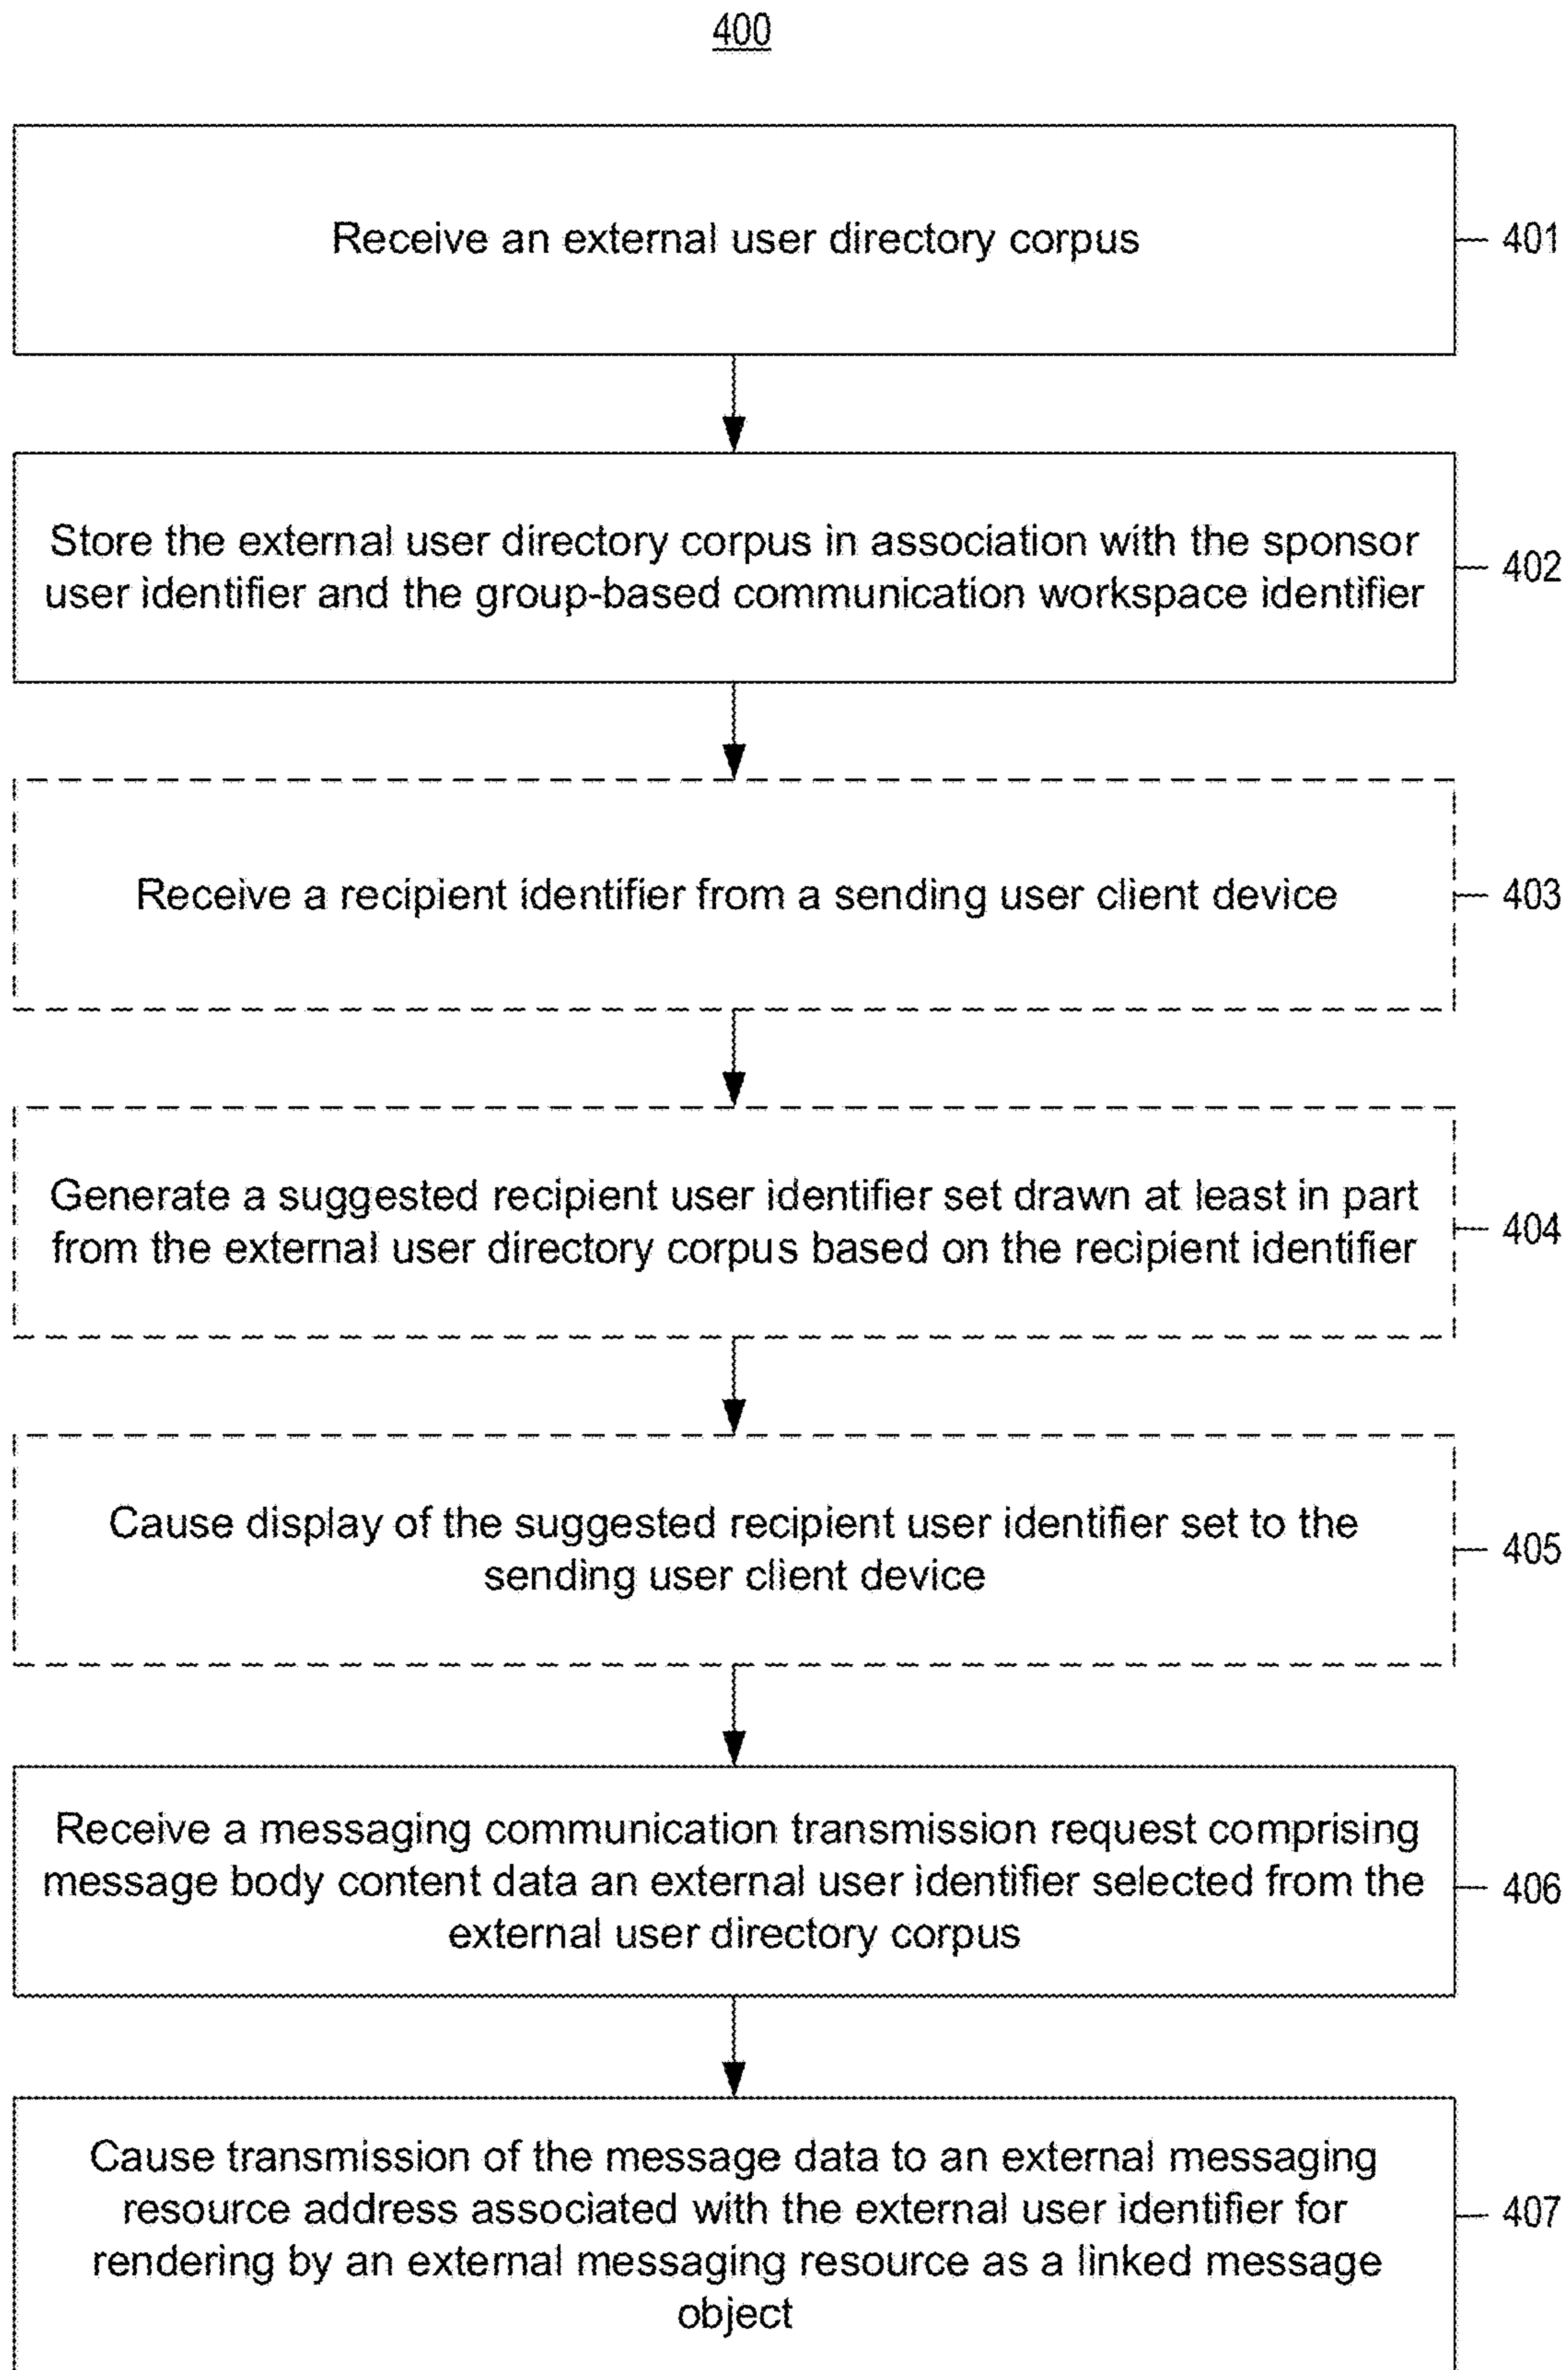 400
Receive an external user directory corpus
401
Store the external user directory corpus in association with the sponsor
user identifier and the group-based communication workspace identifier
402
Receive a recipient identifier from a sending user client device
403
Generate a suggested recipient user identifier set drawn at least in part
from the external user directory corpus based on the recipient identifier
404
Cause display of the suggested recipient user identifier set to the
sending user client device
405
Receive a messaging communication transmission request comprising
message body content data an external user identifier selected from the
external user directory corpus
406
Cause transmission of the message data to an external messaging
resource address associated with the external user identifier for
rendering by an external messaging resource as a linked message
object
407